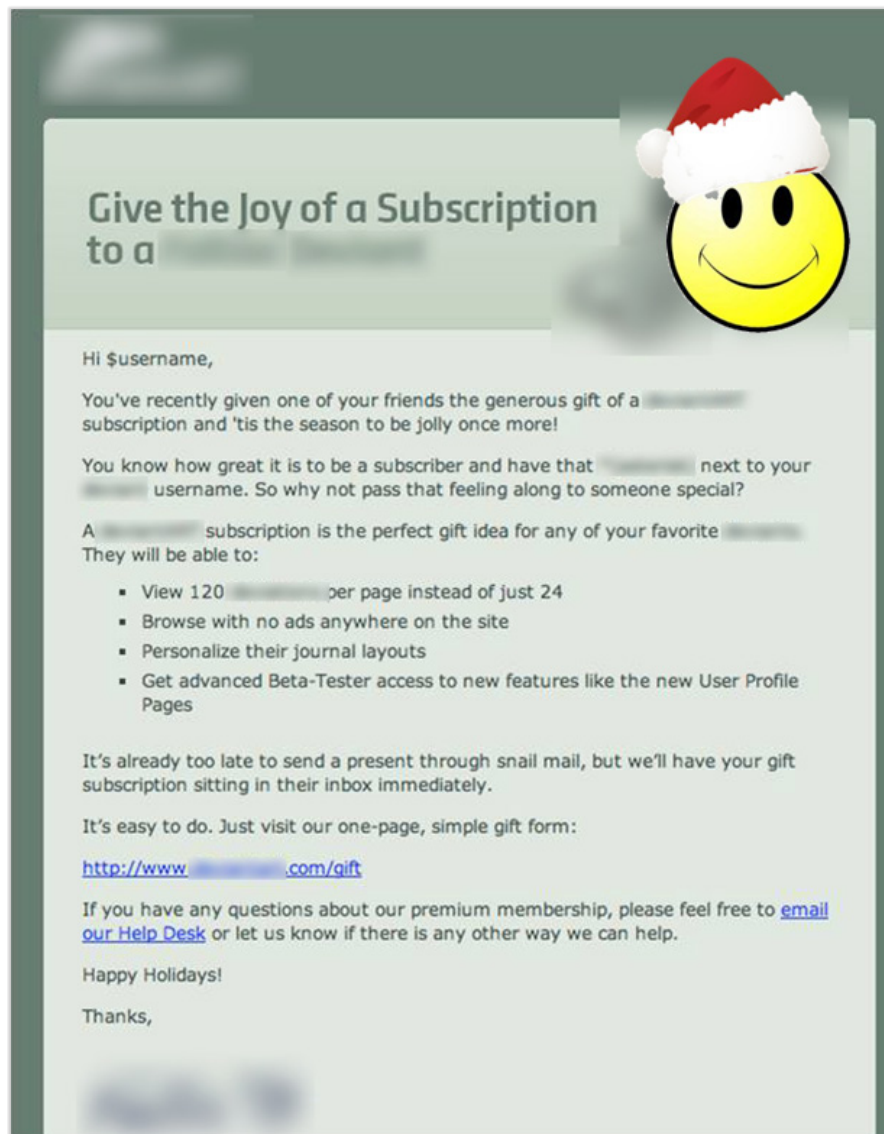 Give the Joy of a Subscription
to a
Hi $username,
You've recently given one of your friends the generous gift of a
subscription and 'tis the season to be jolly once more!
You know how great it is to be a subscriber and have that next to your
username. So why not pass that feeling along to someone special?
A subscription is the perfect gift idea for any of your favorite
They will be able to:
▪ View 120 per page instead of just 24
▪ Browse with no ads anywhere on the site
▪ Personalize their journal layouts
▪ Get advanced Beta-Tester access to new features like the new User Profile
Pages
It's already too late to send a present through snail mail, but we'll have your gift
subscription sitting in their inbox immediately.
It's easy to do. Just visit our one-page, simple gift form:
http://www .com/gift
If you have any questions about our premium membership, please feel free to email
our Help Desk or let us know if there is any other way we can help.
Happy Holidays!
Thanks,